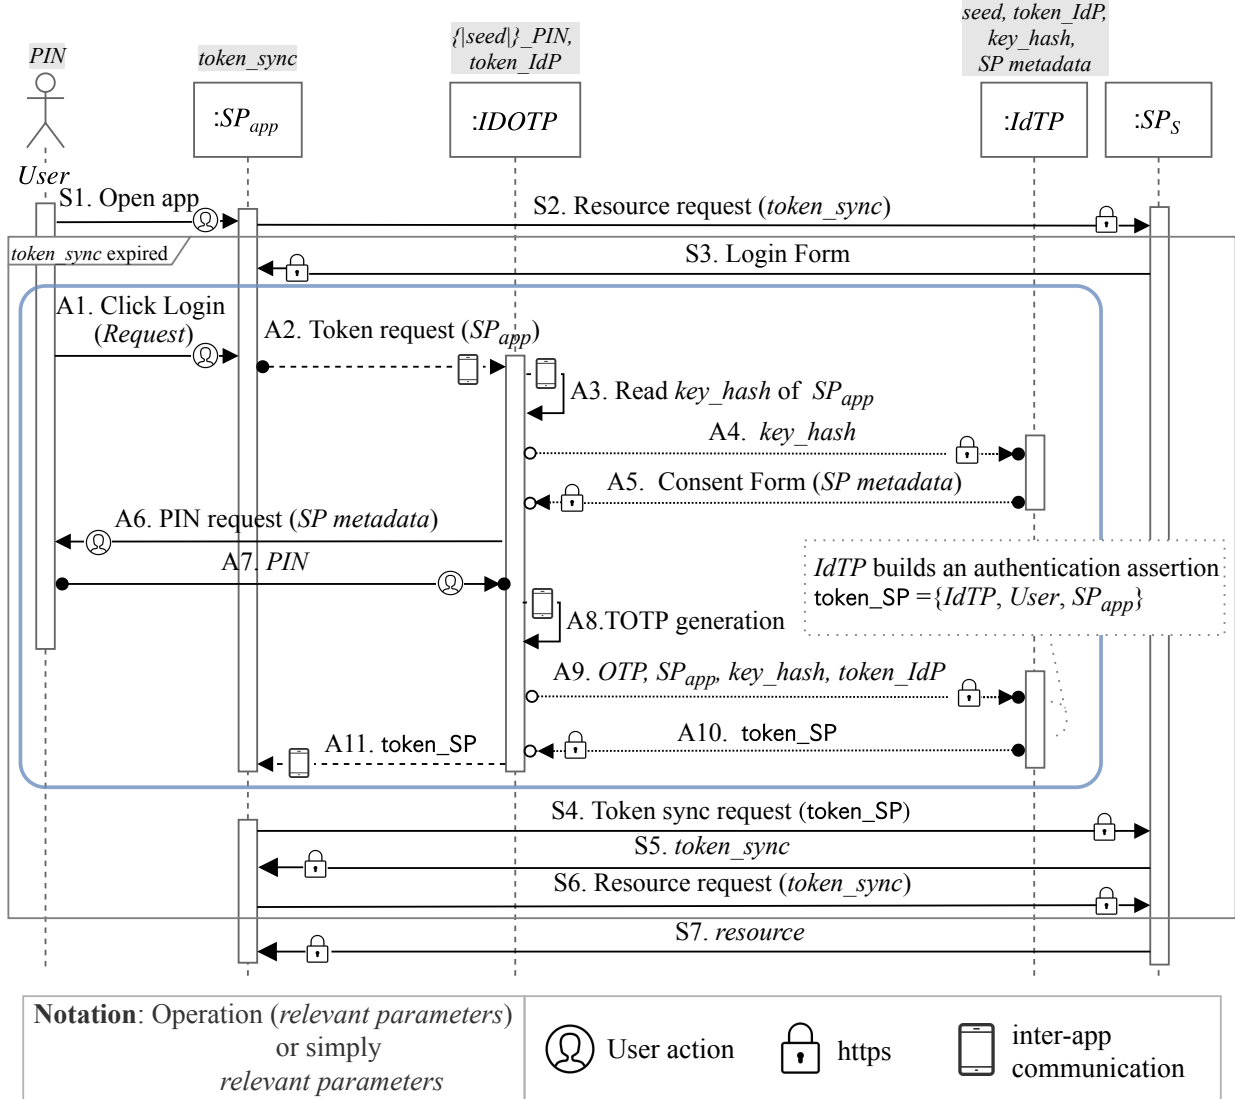 PIN
token_sync
{|seed|}_PIN,
token_IdP
seed, token_IdP,
key_hash,
SP metadata
User
:SPapp
:IDOTP
:IdTP
:SPS
S1. Open app
S2. Resource request (token_sync)
token_sync expired
S3. Login Form
A1. Click Login
(Request)
A2. Token request (SPapp)
A3. Read key_hash of SPapp
A4. key_hash
A5. Consent Form (SP metadata)
A6. PIN request (SP metadata)
A7. PIN
IdTP builds an authentication assertion
token_SP ={IdTP, User, SPapp}
A8.TOTP generation
A9. OTP, SPapp, key_hash, token_IdP
A10. token_SP
A11. token_SP
S4. Token sync request (token_SP)
S5. token_sync
S6. Resource request (token_sync)
S7. resource
Notation: Operation (relevant parameters)
or simply
relevant parameters
User action
https
inter-app
communication